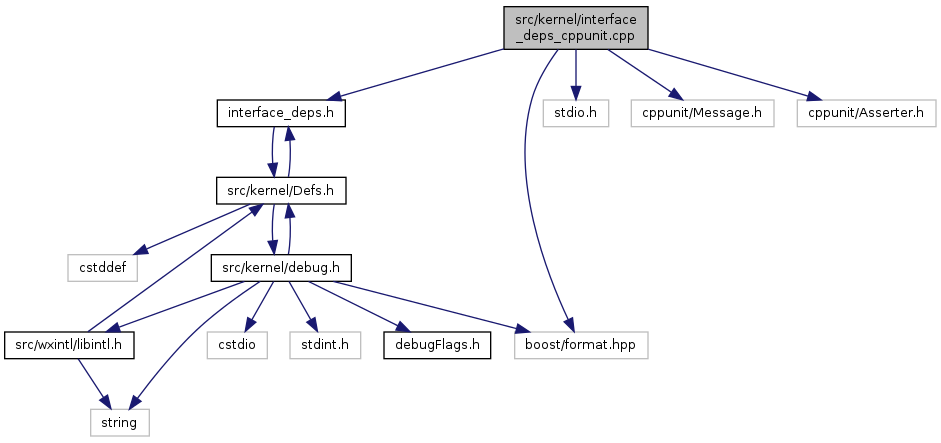 src/kernel/interface
_deps_cppunit.cpp
interface_deps.h
stdio.h
cppunit/Message.h
cppunit/Asserter.h
src/kernel/Defs.h
cstddef
src/kernel/debug.h
src/wxintl/libintl.h
cstdio
stdint.h
debugFlags.h
boost/format.hpp
string